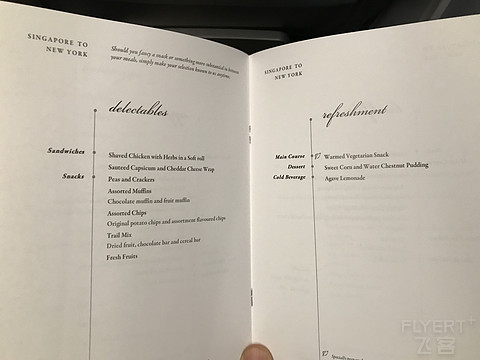 SINGAPORE TO
NEW YORK
Should you fancy a snack or something more substantial in between
your meals, simply make your selection known to us anytime.
delectables
Sandwiches
Shaved Chicken with Herbs in a Soft roll
Sauteed Capsicum and Cheddar Cheese Wrap
Snacks
Peas and Crackers
Assorted Muffins
Chocolate muffin and fruit muffin
Assorted Chips
Original potato chips and assortment flavoured chips
Trail Mix
Dried fruit, chocolate bar and cereal bar
Fresh Fruits
SINGAPORE TO
NEW YORK
refreshment
Main Course
Warmed Vegetarian Snack
Dessert
Sweet Corn and Water Chestnut Pudding
Cold Beverage
Agave Lemonade
Specially
FLYERT+
飞客